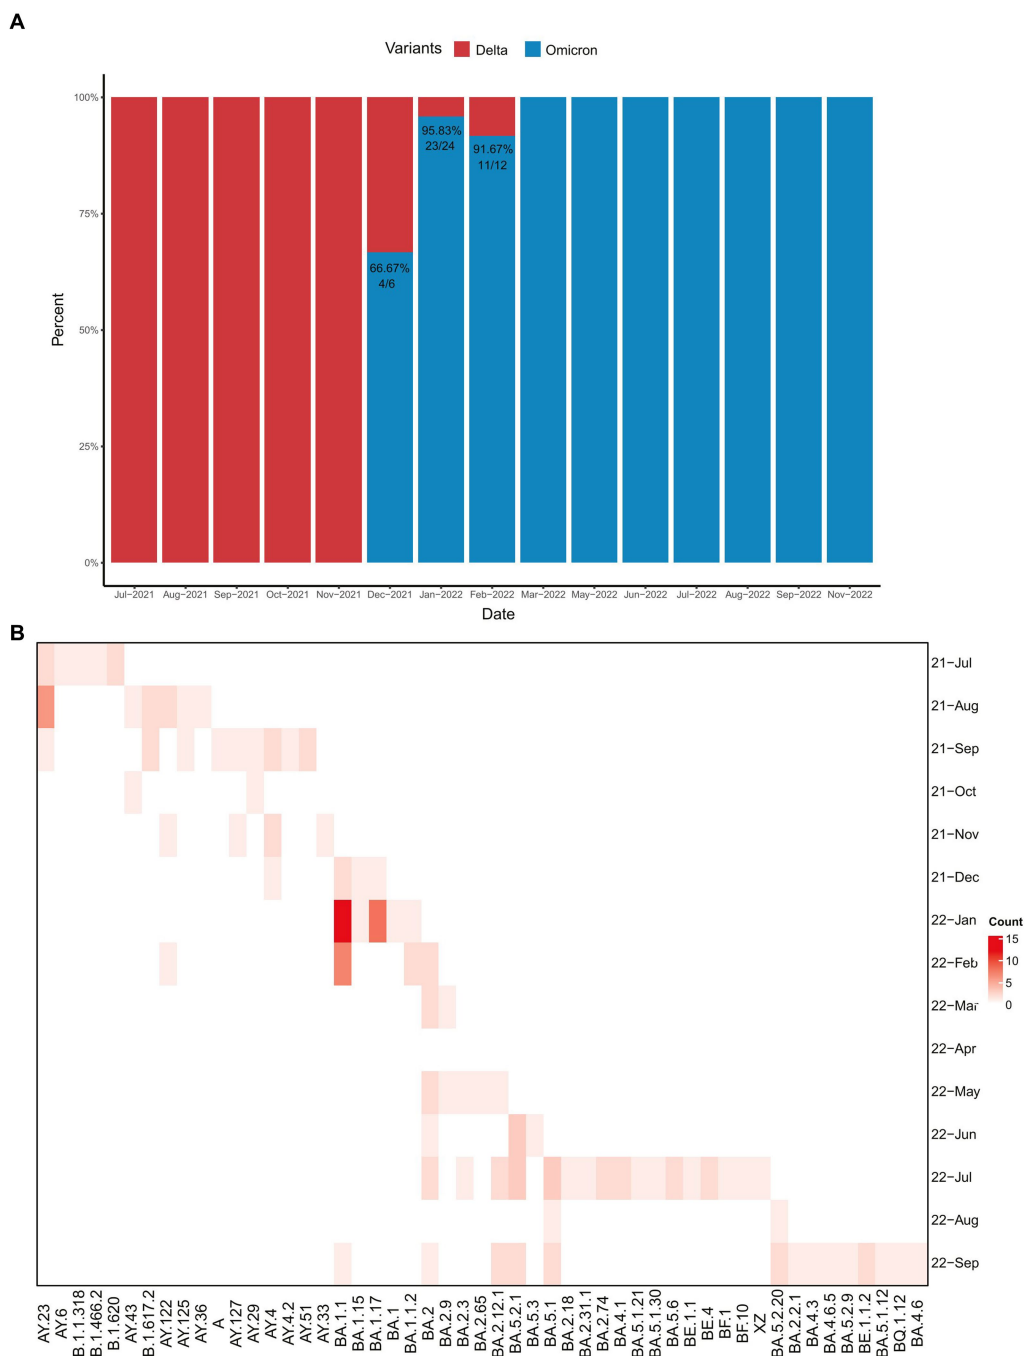 A
Variants Delta Omicron
Percent
100%
75%
50%
25%
0%
95.83%
23/24
91.67%
11/12
66.67%
4/6
Jul−2021 Aug−2021 Sep−2021 Oct−2021 Nov−2021 Dec−2021 Jan−2022 Feb−2022 Mar−2022 May−2022 Jun−2022 Jul−2022 Aug−2022 Sep−2022 Nov−2022
Date
B
21−Jul
21−Aug
21−Sep
21−Oct
21−Nov
21−Dec
22−Jan
22−Feb
22−Mar
22−Apr
22−May
22−Jun
22−Jul
22−Aug
22−Sep
Count
15
10
5
0
AY.23
AY.6
B.1.1.318
B.1.466.2
B.1.620
AY.43
B.1.617.2
AY.122
AY.125
AY.36
A
AY.127
AY.29
AY.4
AY.4.2
AY.51
AY.33
BA.1.1
BA.1.15
BA.1.17
BA.1
BA.1.1.2
BA.2
BA.2.9
BA.2.3
BA.2.65
BA.2.12.1
BA.5.2.1
BA.5.3
BA.5.1
BA.2.18
BA.2.31.1
BA.2.74
BA.4.1
BA.5.1.21
BA.5.1.30
BA.5.6
BE.1.1
BE.4
BF.1
BF.10
XZ
BA.5.2.20
BA.2.2.1
BA.4.3
BA.4.6.5
BA.5.2.9
BE.1.1.2
BA.5.1.12
BQ.1.12
BA.4.6